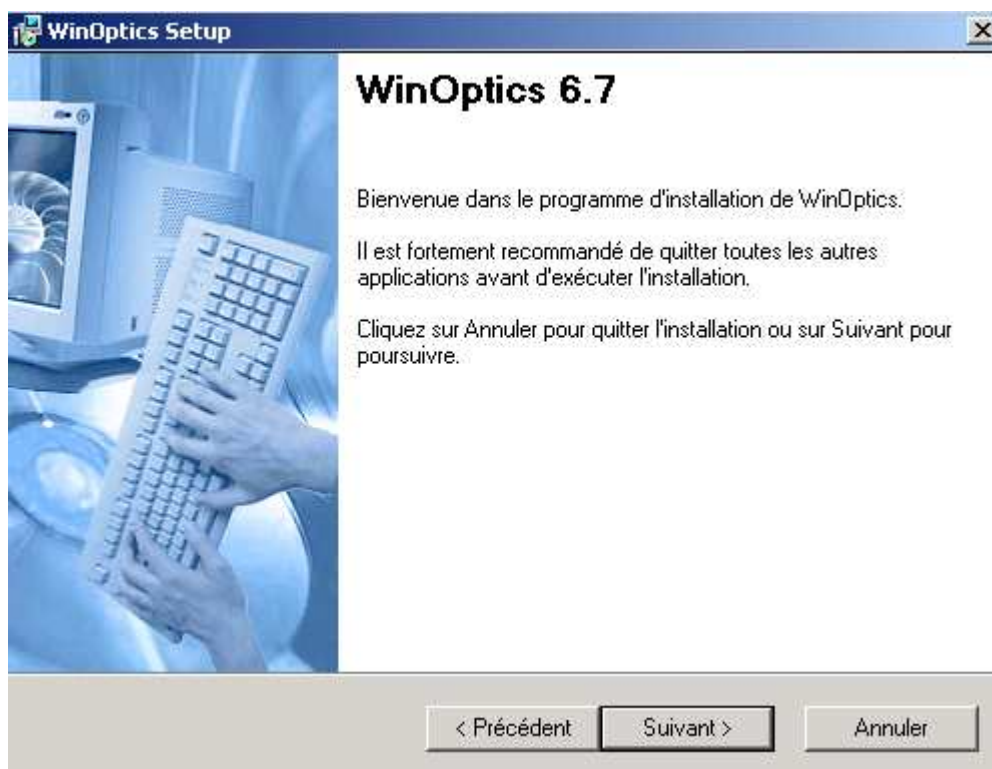 WinOptics Setup
WinOptics 6.7
Bienvenue dans le programme d'installation de WinOptics.
Il est fortement recommandé de quitter toutes les autres
applications avant d'exécuter l'installation.
Cliquez sur Annuler pour quitter l'installation ou sur Suivant pour
poursuivre.
< Précédent
Suivant >
Annuler